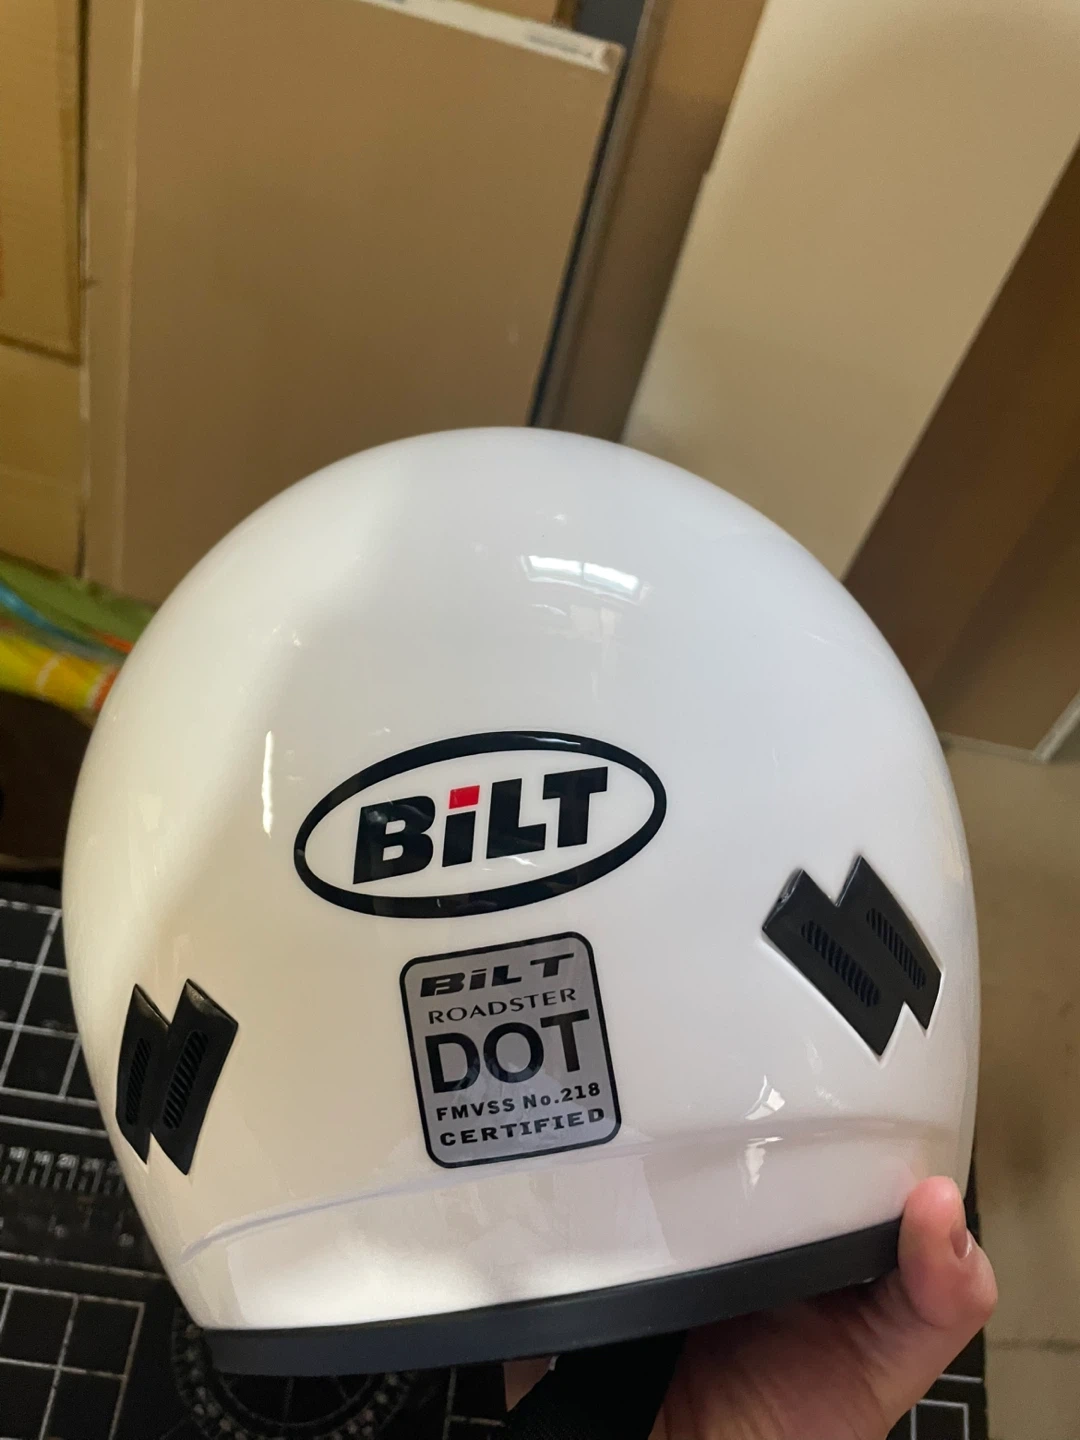 BiLT
BiLT
ROADSTER
DOT
FMVSS No.218
CERTIFIED